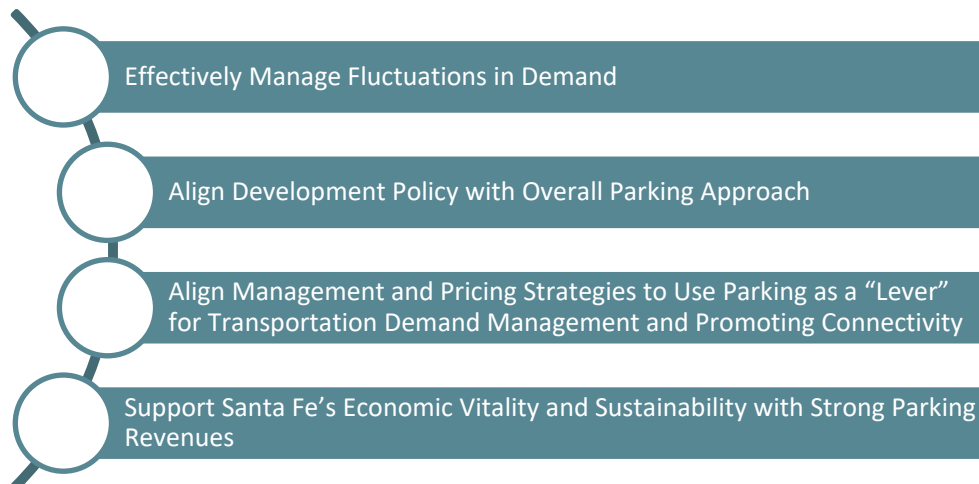 Effectively Manage Fluctuations in Demand
Align Development Policy with Overall Parking Approach
Align Management and Pricing Strategies to Use Parking as a “Lever”
for Transportation Demand Management and Promoting Connectivity
Support Santa Fe’s Economic Vitality and Sustainability with Strong Parking
Revenues